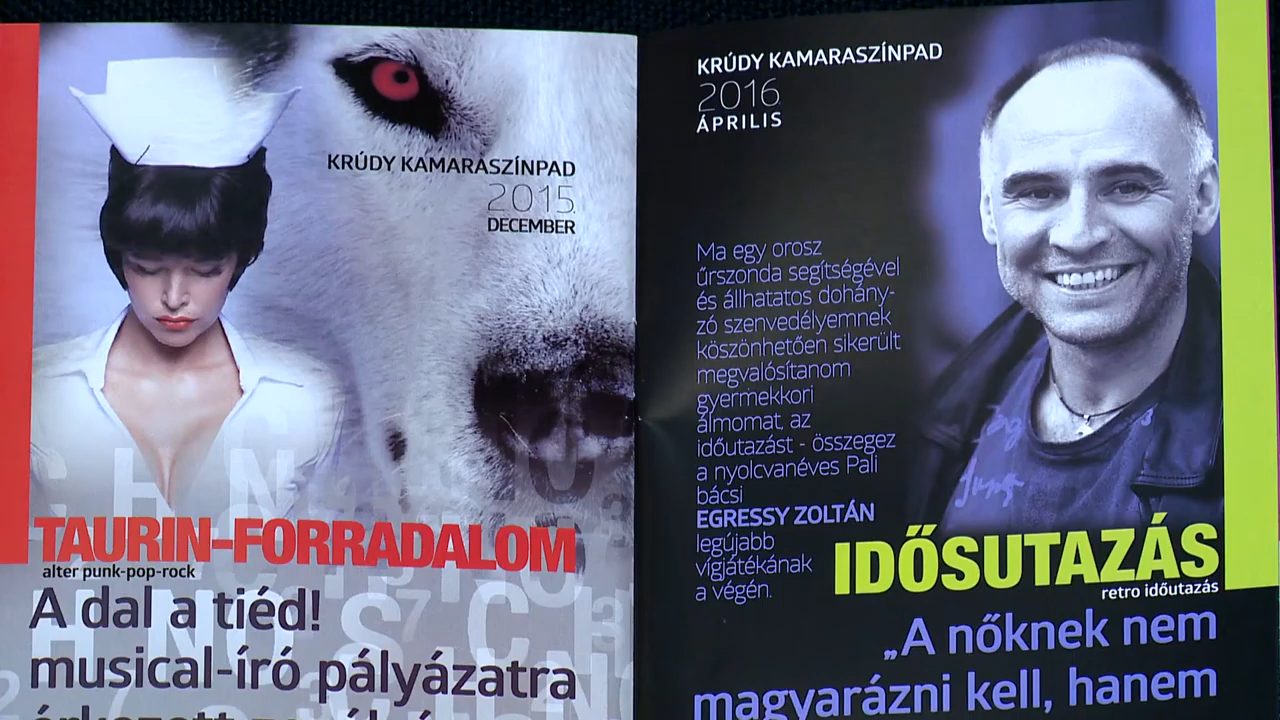 KRÚDY KAMARASZÍNPAD
2015
DECEMBER
TAURIN-FORRADALOM
alter punk-pop-rock
A dal a tiéd!
musical-író pályázatra
KRÚDY KAMARASZÍNPAD
2016
ÁPRILIS
Ma egy orosz
űrszonda segítségével
és állhatatos dohány-
zó szenvedélyemnek
köszönhetően sikerült
megvalósítanom
gyermekkori
álmomat, az
időutazást - összegez
a nyolcvanéves Pali
bácsi
EGRESSY ZOLTÁN
legújabb
vígjátékának
a végén.
IDŐSUTAZÁS
retro időutazás
„A nőknek nem
magyarázni kell, hanem